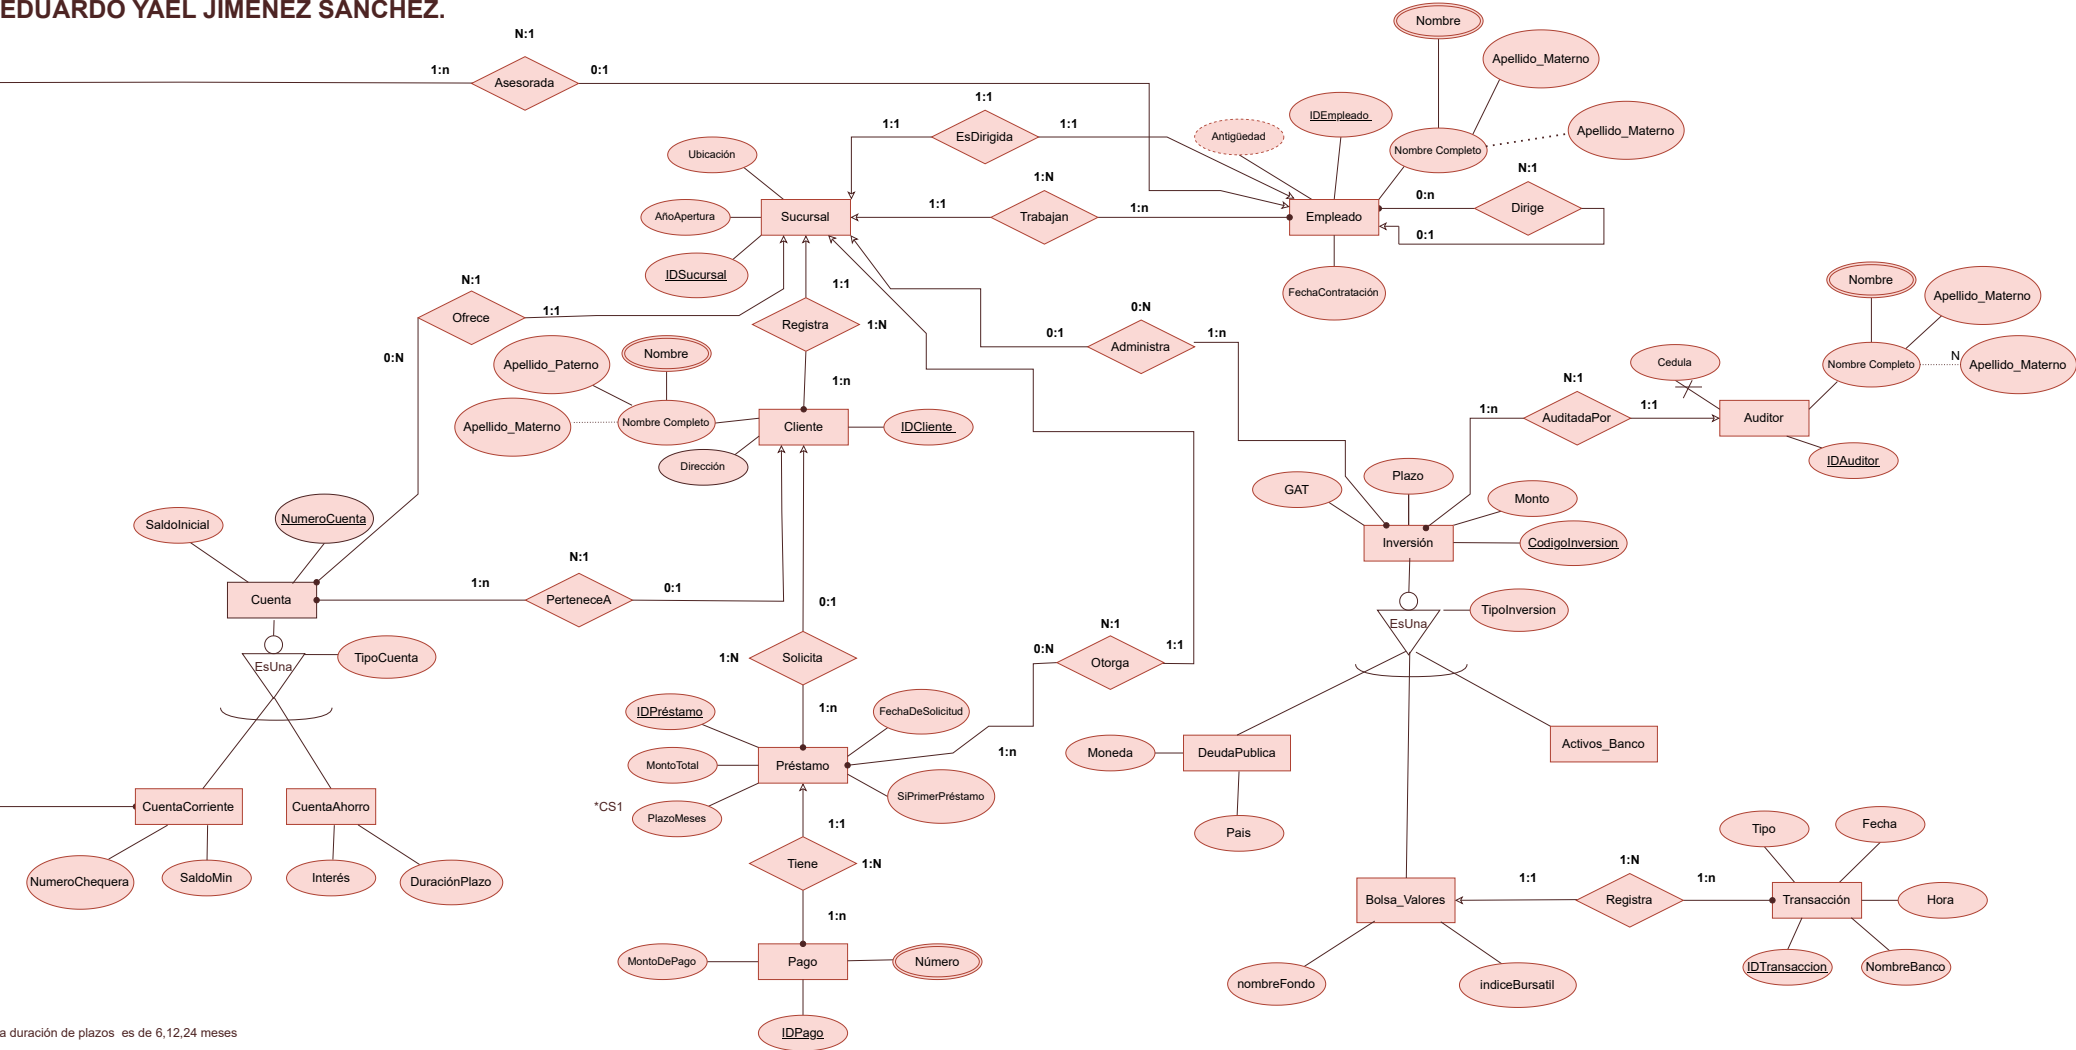 EDUARDO YAEL JIMENEZ SANCHEZ.
N:1
1:n
Asesorada
0:1
Nombre
Apellido_Materno
Apellido_Materno
Nombre Completo
IDEmpleado
Antigüedad
1:1
1:1
EsDirigida
1:1
Ubicación
AñoApertura
IDSucursal
Sucursal
1:N
1:1
Trabajan
1:n
Empleado
N:1
0:n
Dirige
0:1
FechaContratación
N:1
Ofrece
1:1
0:N
1:1
Registra
1:N
1:n
0:N
0:1
Administra
1:n
Nombre
Apellido_Materno
Nombre Completo
N
Apellido_Materno
Cedula
Auditor
IDAuditor
N:1
1:n
AuditadaPor
1:1
Apellido_Paterno
Nombre
Apellido_Materno
Nombre Completo
Cliente
IDCliente
Dirección
SaldoInicial
NumeroCuenta
Cuenta
N:1
1:n
PerteneceA
0:1
GAT
Plazo
Monto
Inversión
CodigoInversion
EsUna
TipoInversion
EsUna
TipoCuenta
0:1
1:N
Solicita
1:n
N:1
0:N
Otorga
1:1
1:n
IDPréstamo
FechaDeSolicitud
MontoTotal
Préstamo
*CS1
PlazoMeses
SiPrimerPréstamo
Moneda
DeudaPublica
Pais
Activos_Banco
CuentaCorriente
CuentaAhorro
NumeroChequera
SaldoMin
Interés
DuraciónPlazo
1:1
Tiene
1:N
1:n
MontoDePago
Pago
Número
IDPago
Bolsa_Valores
nombreFondo
indiceBursatil
1:N
1:1
Registra
1:n
Tipo
Fecha
Transacción
Hora
IDTransaccion
NombreBanco
a duración de plazos es de 6,12,24 meses